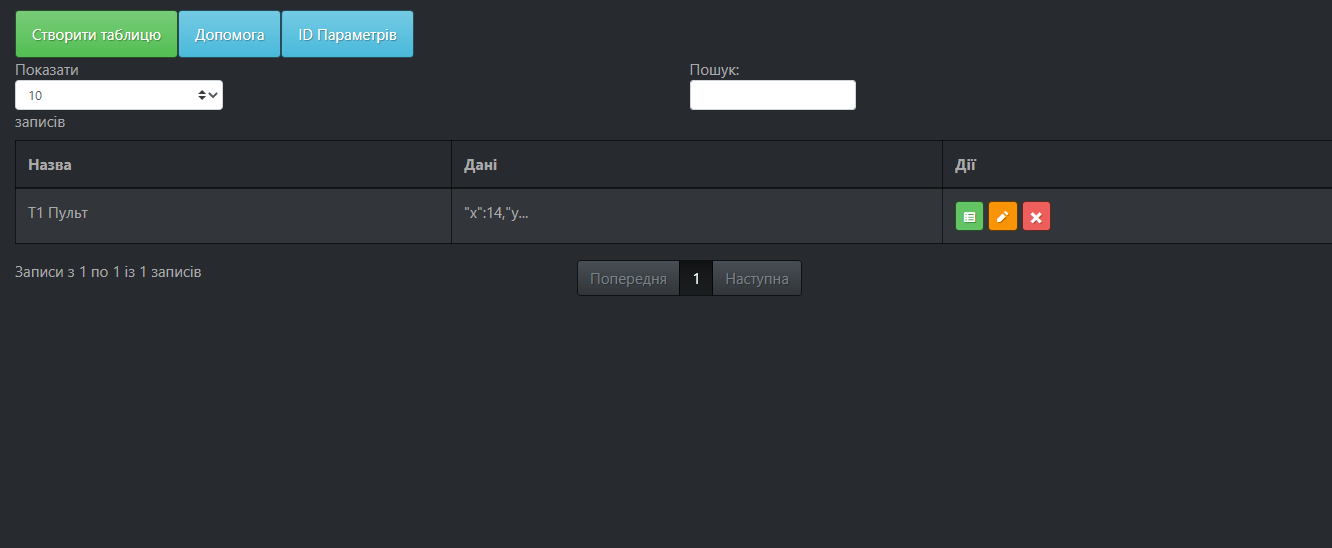 Створити таблицю Допомога ID Параметрів
Показати Пошук:
10
записів
Назва Дані Дії
Т1 Пульт "x":14,"y...
Записи з 1 по 1 із 1 записів Попередня 1 Наступна